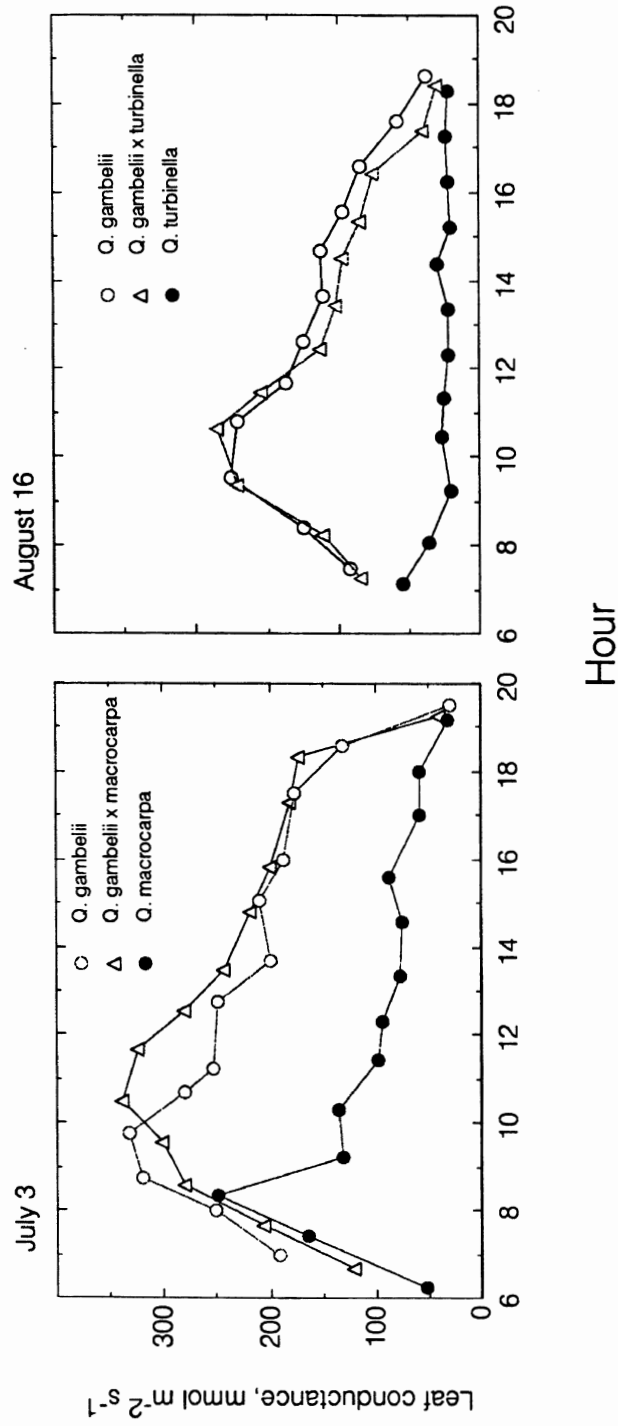 July 3
Q. gambelii
Q. gambelii x macrocarpa
Q. macrocarpa
Leaf conductance, mmol m⁻² s⁻¹
300
200
100
0
6 8 10 12 14 16 18 20
August 16
Q. gambelii
Q. gambelii x turbinella
Q. turbinella
6 8 10 12 14 16 18 20
Hour